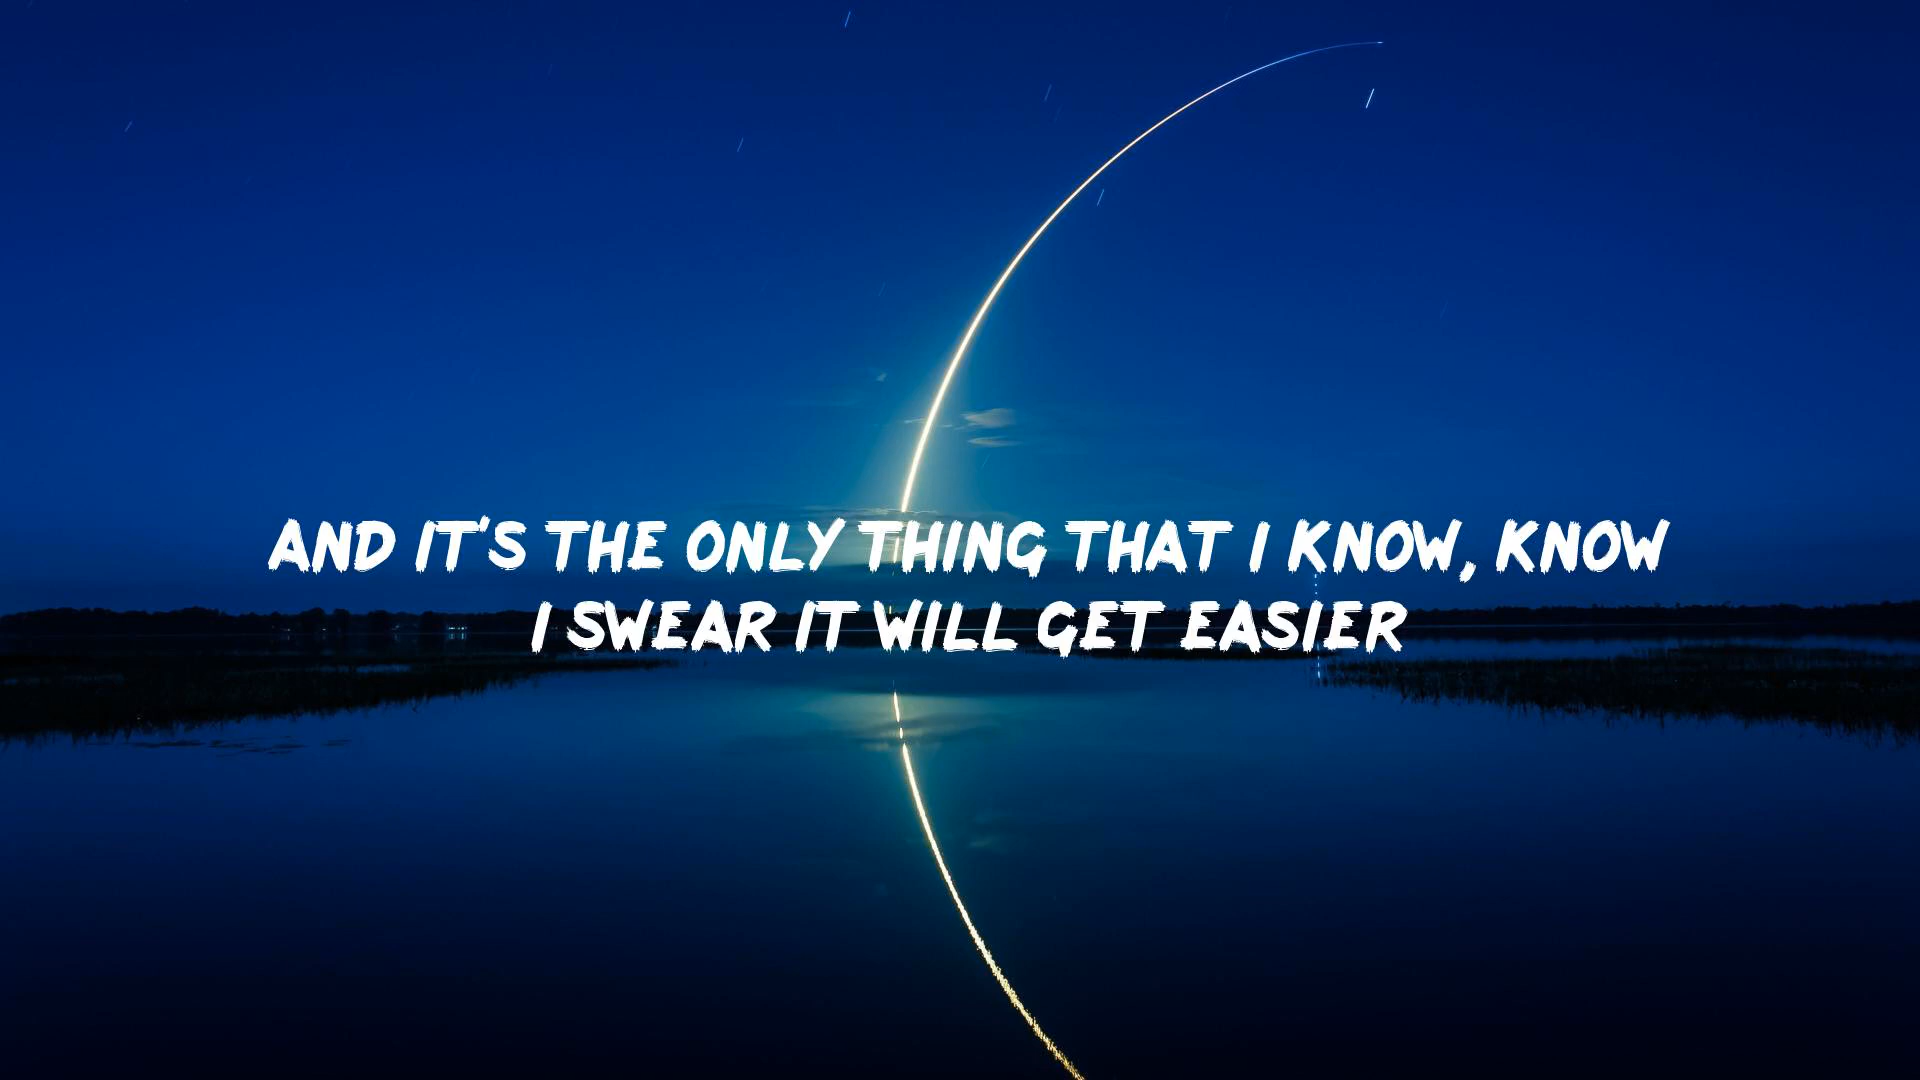 AND IT'S THE ONLY THING THAT I KNOW, KNOW
I SWEAR IT WILL GET EASIER